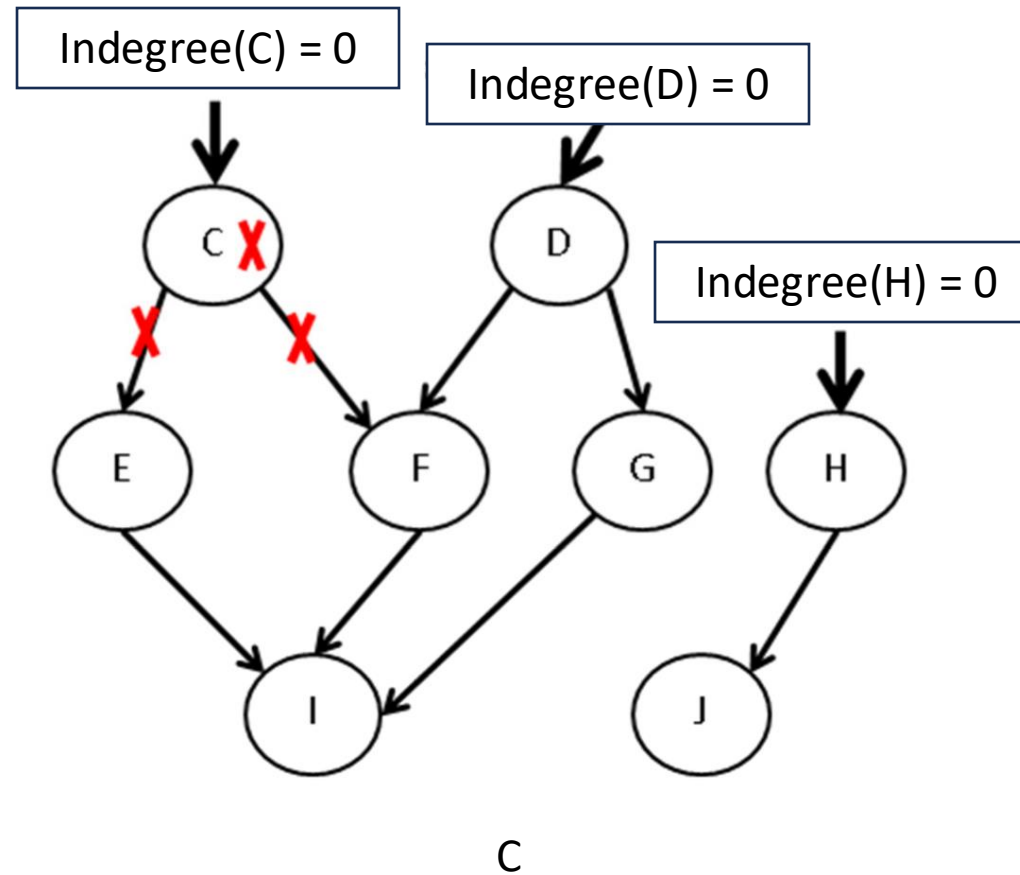 Indegree(C) = 0
Indegree(D) = 0
C
D
Indegree(H) = 0
E
F
G
H
I
J
C